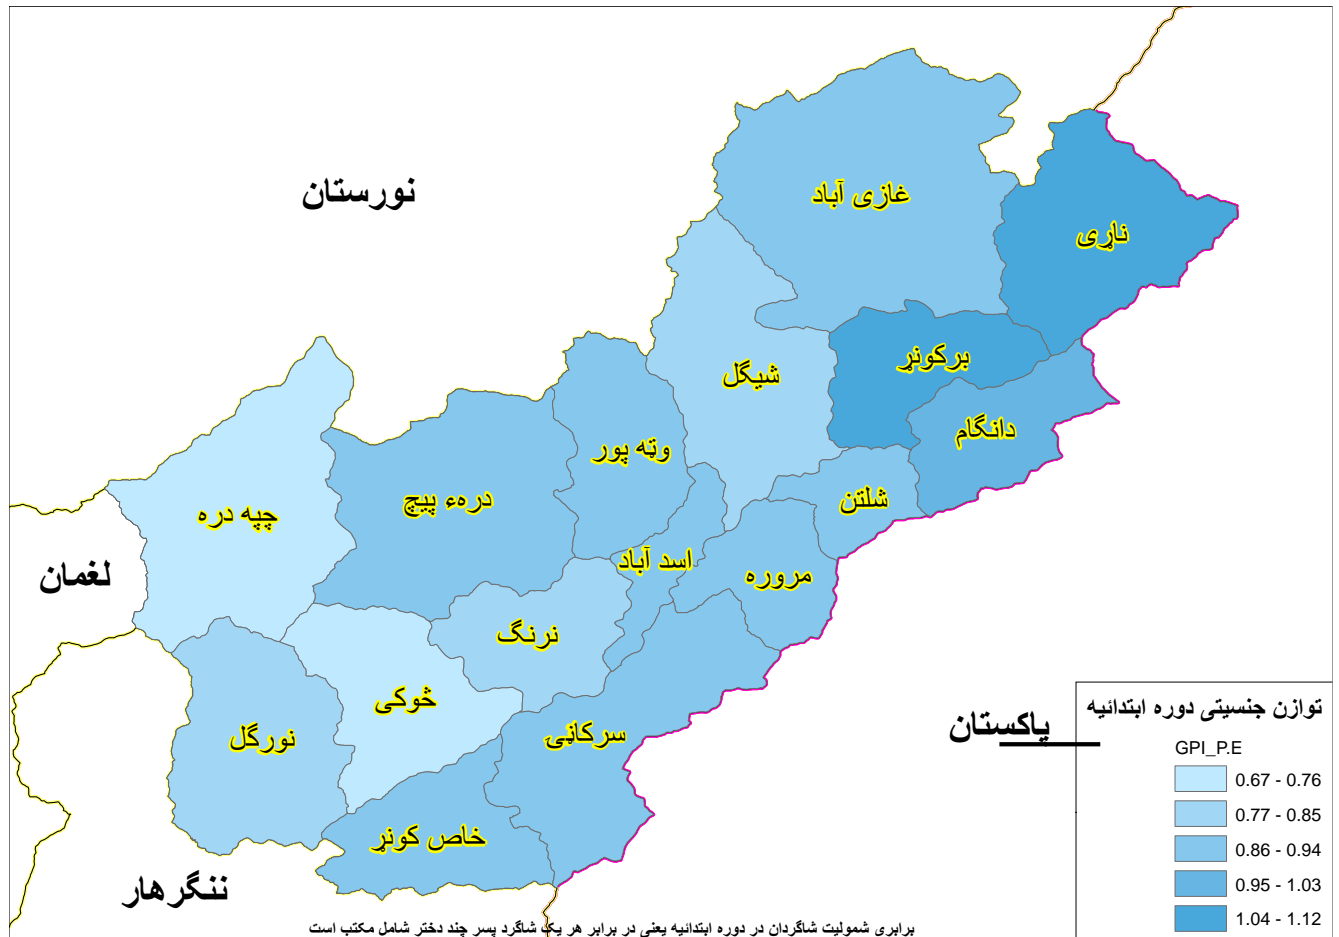 غازی آباد
نورستان
ناړی
برکونړ
شیگل
دانگام
وټه پور
شلتن
درهء پیچ
چپه دره
اسد آباد
لغمان
مروره
نرنگ
څوکی
توازن جنسیتی دوره ابتدائیه
پاکستان
سرکاڼی
نورگل
GPI_P.E
0.67 - 0.76
0.77 - 0.85
خاص کونړ
0.86 - 0.94
0.95 - 1.03
ننگرهار
1.04 - 1.12
برابری شمولیت شاگردان در دوره ابتدائیه یعنی در برابر هر یک شاگرد پسر چند دختر شامل مکتب است